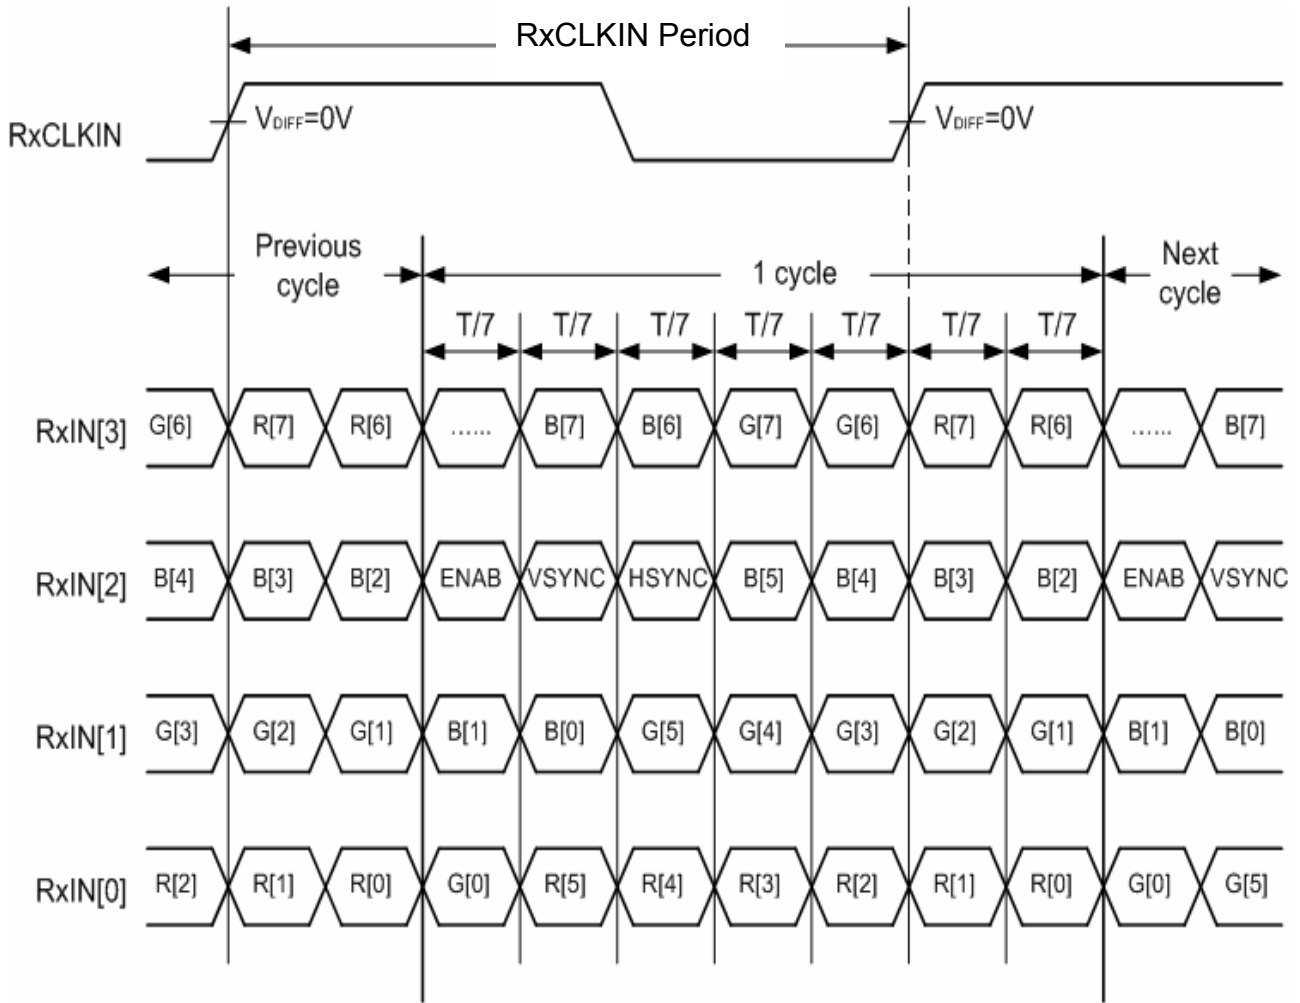 RxCLKIN Period
RxCLKIN
VDIFF=0V
VDIFF=0V
Previous
cycle
1 cycle
Next
cycle
T/7 T/7 T/7 T/7 T/7 T/7 T/7
RxIN[3] G[6] R[7] R[6] ...... B[7] B[6] G[7] G[6] R[7] R[6] ...... B[7]
RxIN[2] B[4] B[3] B[2] ENAB VSYNC HSYNC B[5] B[4] B[3] B[2] ENAB VSYNC
RxIN[1] G[3] G[2] G[1] B[1] B[0] G[5] G[4] G[3] G[2] G[1] B[1] B[0]
RxIN[0] R[2] R[1] R[0] G[0] R[5] R[4] R[3] R[2] R[1] R[0] G[0] G[5]